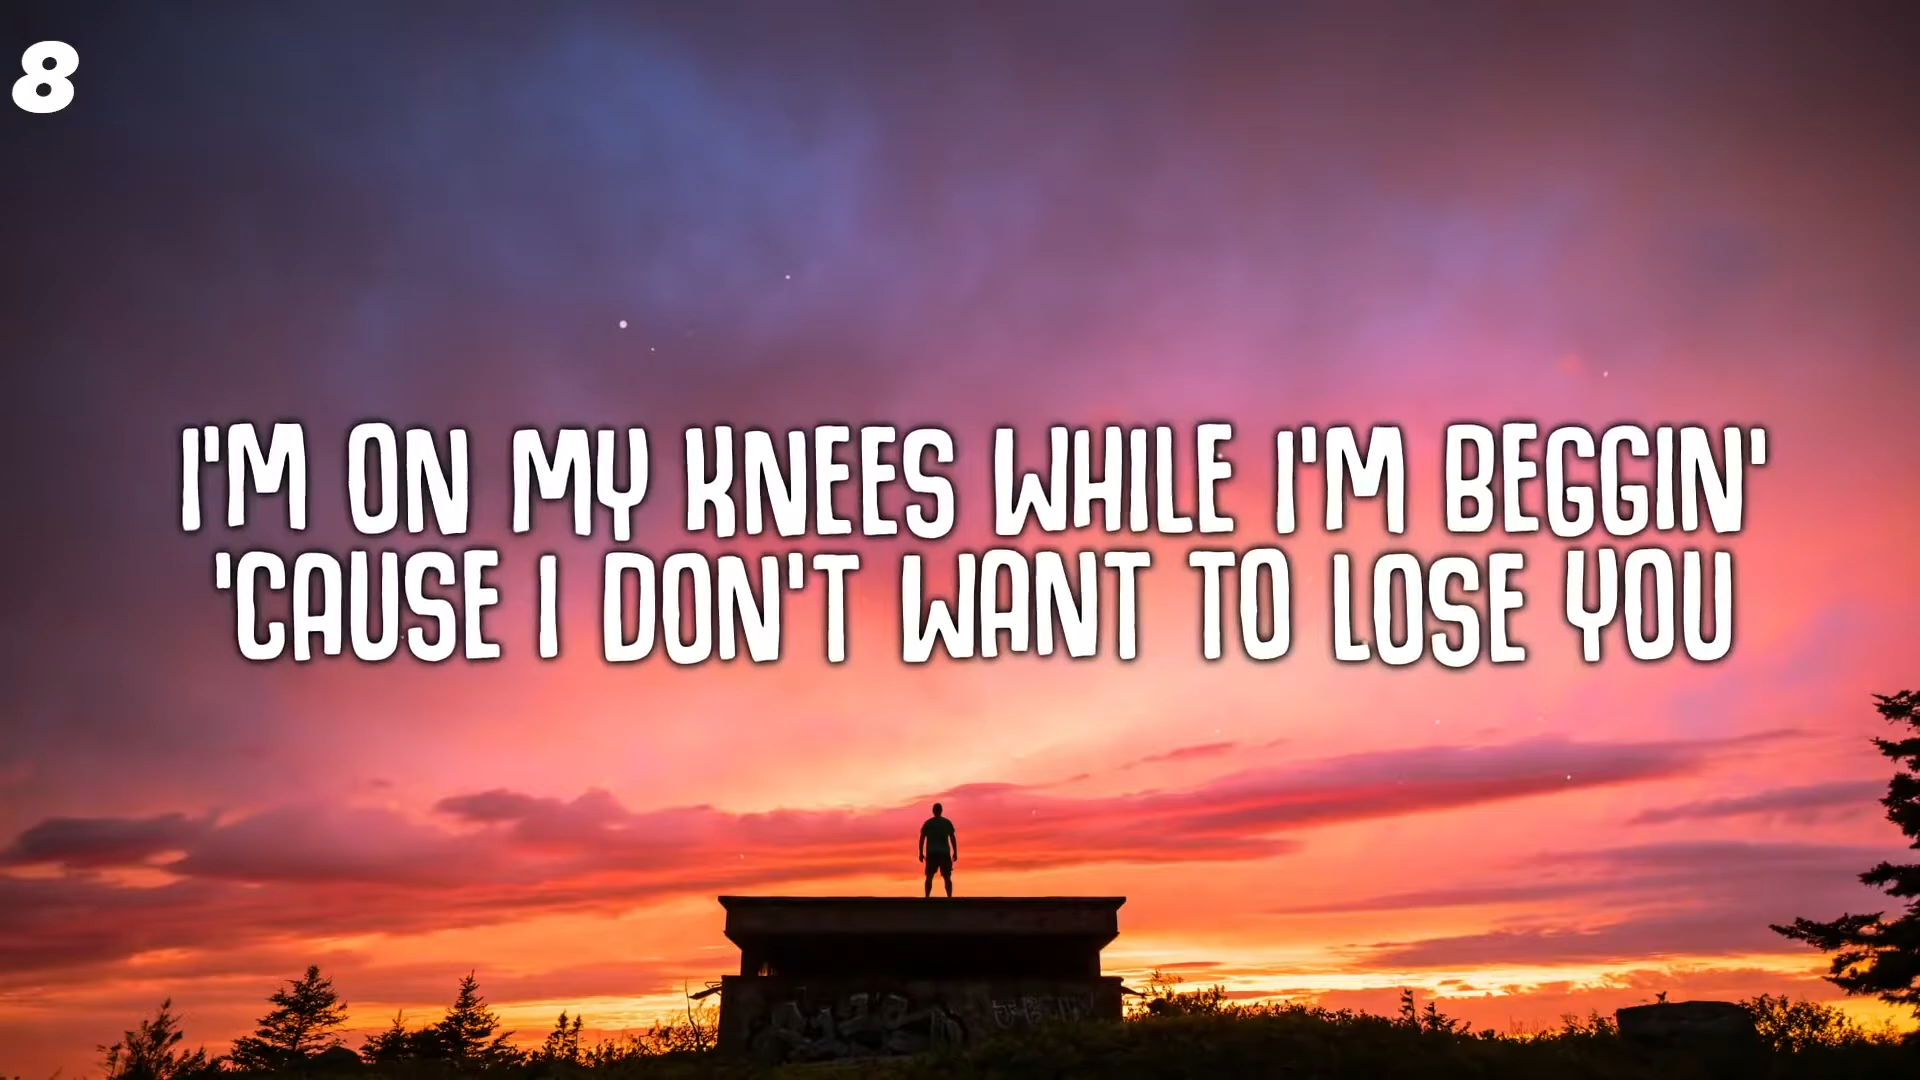 8
I'M ON MY KNEES WHILE I'M BEGGIN'
'CAUSE I DON'T WANT TO LOSE YOU